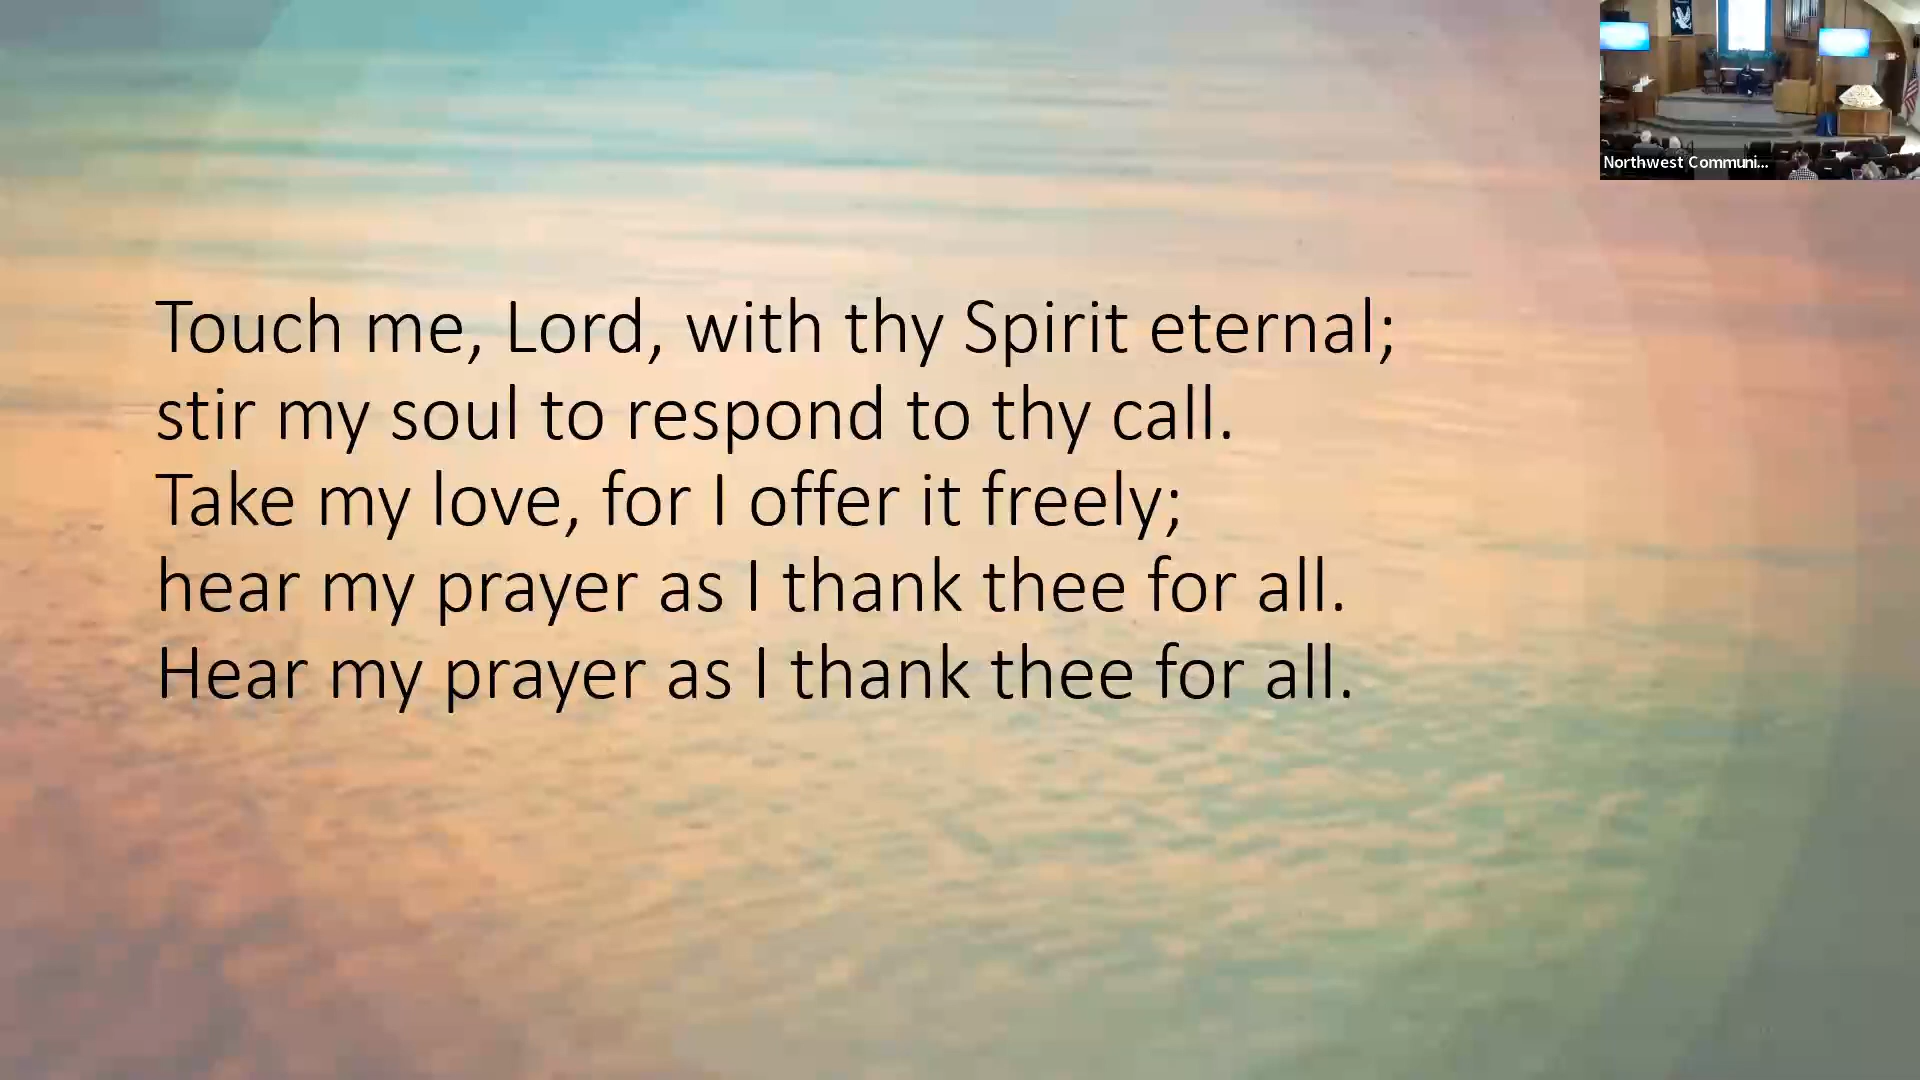 Touch me, Lord, with thy Spirit eternal;
stir my soul to respond to thy call.
Take my love, for I offer it freely;
hear my prayer as I thank thee for all.
Hear my prayer as I thank thee for all.
Northwest Communi...